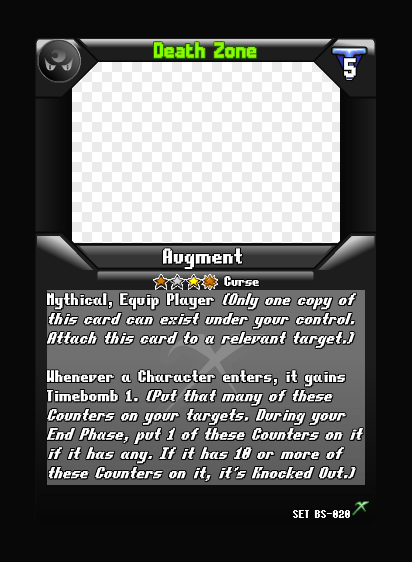 Death Zone
5
Augment
Curse
Mythical, Equip Player (Only one copy of
this card can exist under your control.
Attach this card to a relevant target.)
Whenever a Character enters, it gains
Timebomb 1. (Put that many of these
Counters on your targets. During your
End Phase, put 1 of these Counters on it
if it has any. If it has 10 or more of
these Counters on it, it's Knocked Out.)
SET BS-020